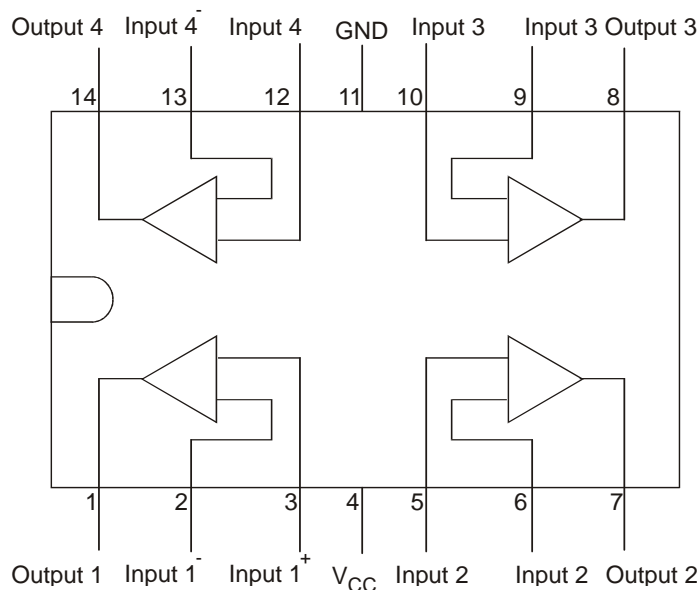 Output 4 Input 4⁻ Input 4 GND Input 3 Input 3 Output 3
14 13 12 11 10 9 8
1 2 3 4 5 6 7
Output 1 Input 1⁻ Input 1⁺ VCC Input 2 Input 2 Output 2